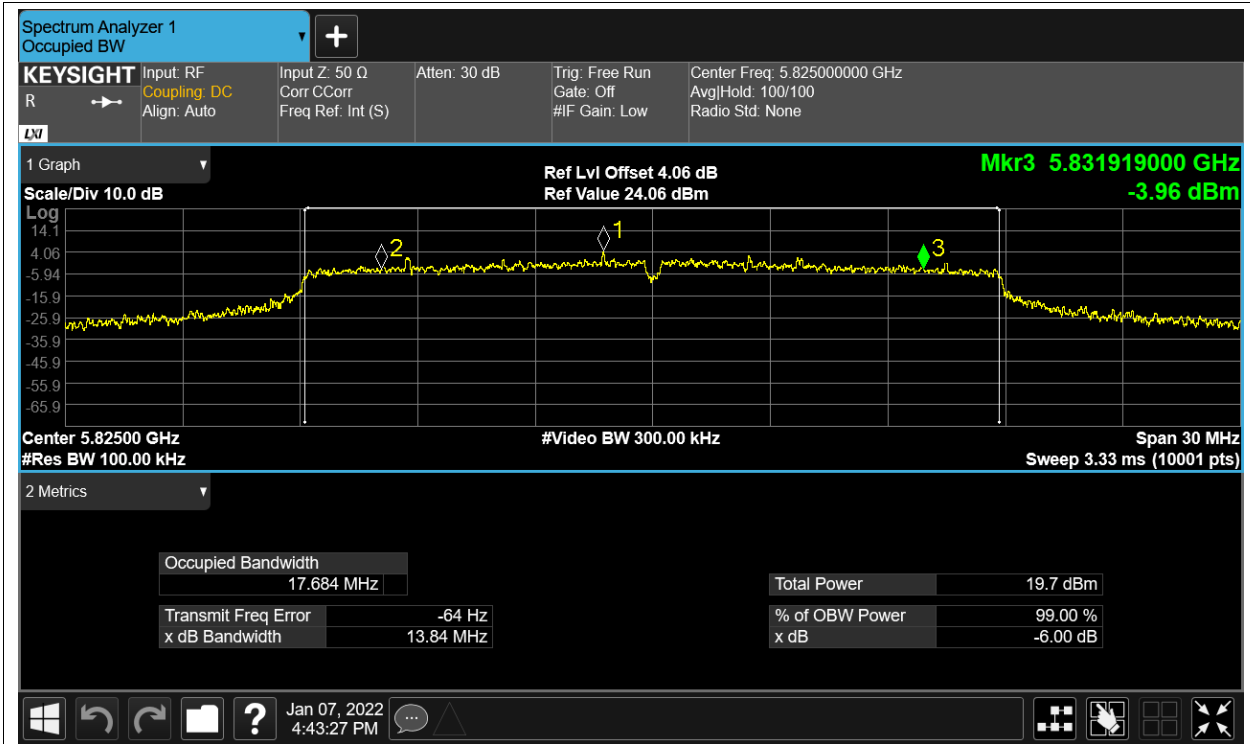 Spectrum Analyzer 1
Occupied BW
KEYSIGHT
R
LXI
Input: RF
Coupling: DC
Align: Auto
Input Z: 50 Ω
Corr CCorr
Freq Ref: Int (S)
Atten: 30 dB
Trig: Free Run
Gate: Off
#IF Gain: Low
Center Freq: 5.825000000 GHz
Avg|Hold: 100/100
Radio Std: None
1 Graph
Scale/Div 10.0 dB
Ref Lvl Offset 4.06 dB
Ref Value 24.06 dBm
Mkr3 5.831919000 GHz
-3.96 dBm
Log
14.1
4.06
-5.94
-15.9
-25.9
-35.9
-45.9
-55.9
-65.9
2
1
3
Center 5.82500 GHz
#Res BW 100.00 kHz
#Video BW 300.00 kHz
Span 30 MHz
Sweep 3.33 ms (10001 pts)
2 Metrics
Occupied Bandwidth
17.684 MHz
Transmit Freq Error -64 Hz
x dB Bandwidth 13.84 MHz
Total Power 19.7 dBm
% of OBW Power 99.00 %
x dB -6.00 dB
?
Jan 07, 2022
4:43:27 PM